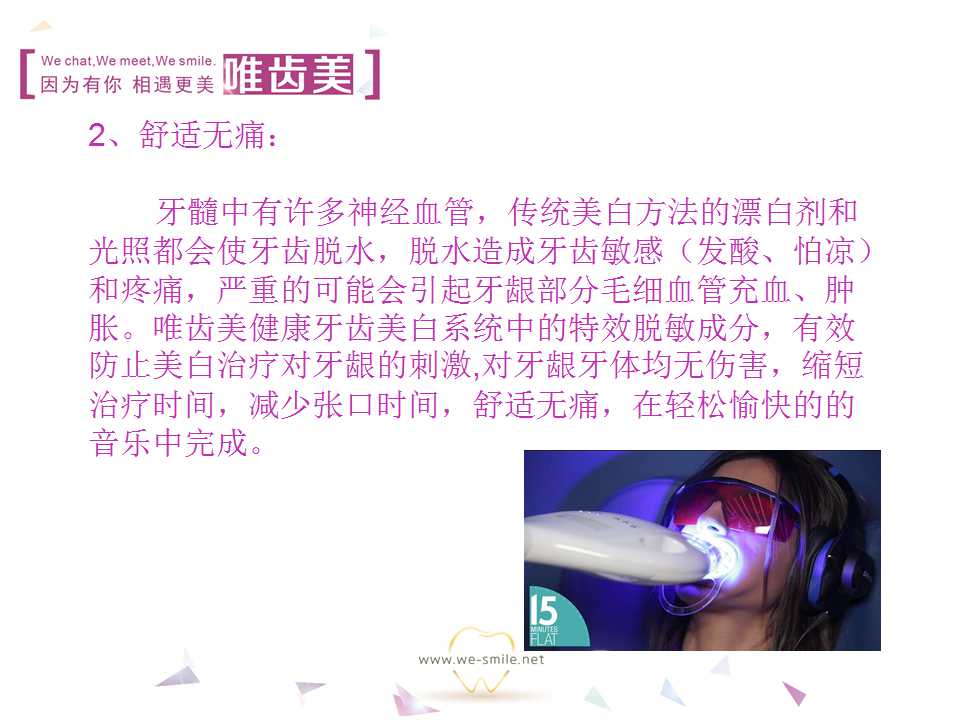 We chat,We meet,We smile.
因为有你 相遇更美
唯齿美
2、舒适无痛：
牙髓中有许多神经血管，传统美白方法的漂白剂和
光照都会使牙齿脱水，脱水造成牙齿敏感（发酸、怕凉）
和疼痛，严重的可能会引起牙龈部分毛细血管充血、肿
胀。唯齿美健康牙齿美白系统中的特效脱敏成分，有效
防止美白治疗对牙龈的刺激,对牙龈牙体均无伤害，缩短
治疗时间，减少张口时间，舒适无痛，在轻松愉快的的
音乐中完成。
15
MINUTES
FLAT
www.we-smile.net